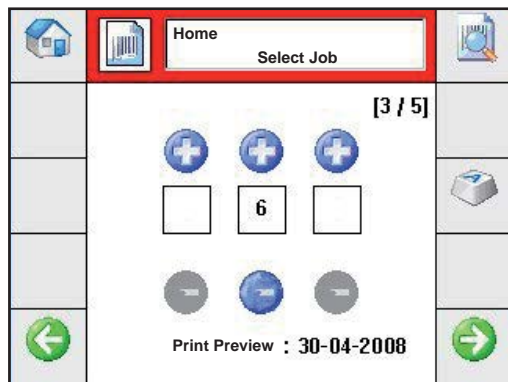 Home
Select Job
[3 / 5]
6
Print Preview : 30-04-2008
A